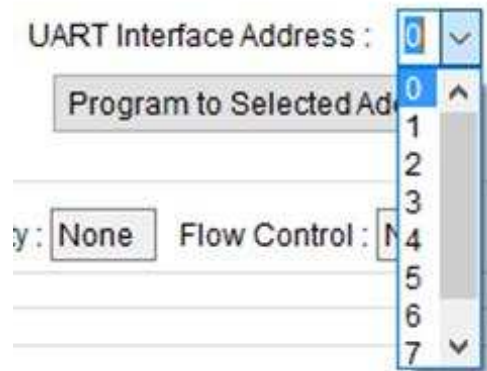 UART Interface Address : 0
0
Program to Selected Ad
1
2
3
y : None Flow Control : N
4
5
6
7